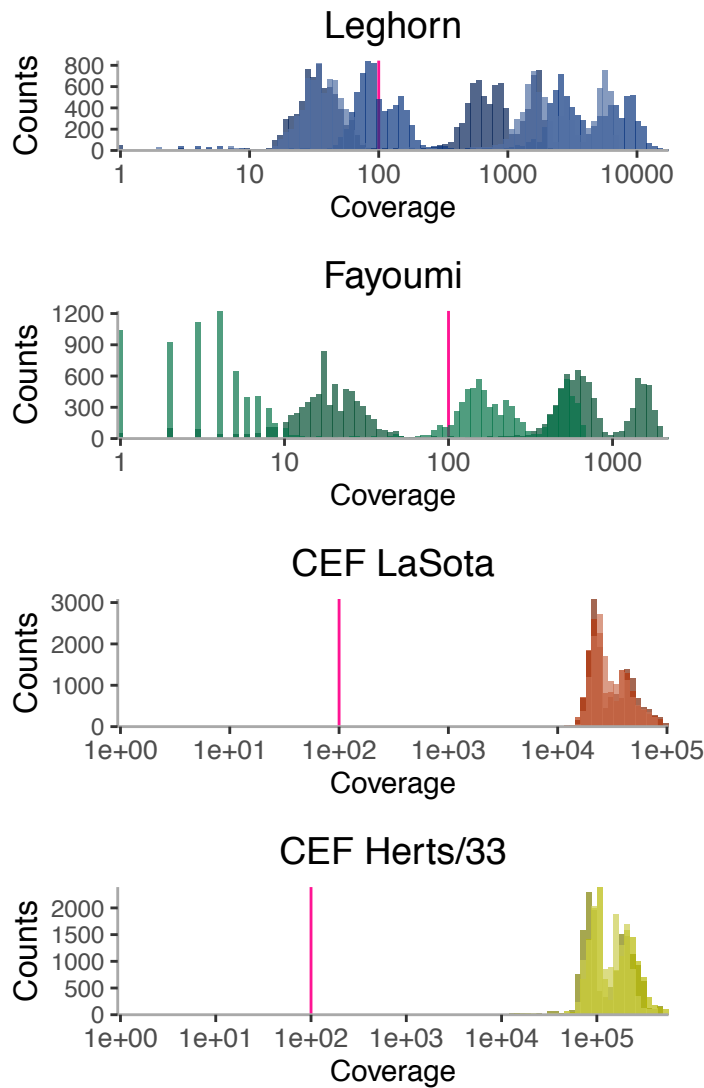 Leghorn
Counts
800
600
400
200
0
1 10 100 1000 10000
Coverage
Fayoumi
Counts
1200
900
600
300
0
1 10 100 1000
Coverage
CEF LaSota
Counts
3000
2000
1000
0
1e+00 1e+01 1e+02 1e+03 1e+04 1e+05
Coverage
CEF Herts/33
Counts
2000
1500
1000
500
0
1e+00 1e+01 1e+02 1e+03 1e+04 1e+05
Coverage